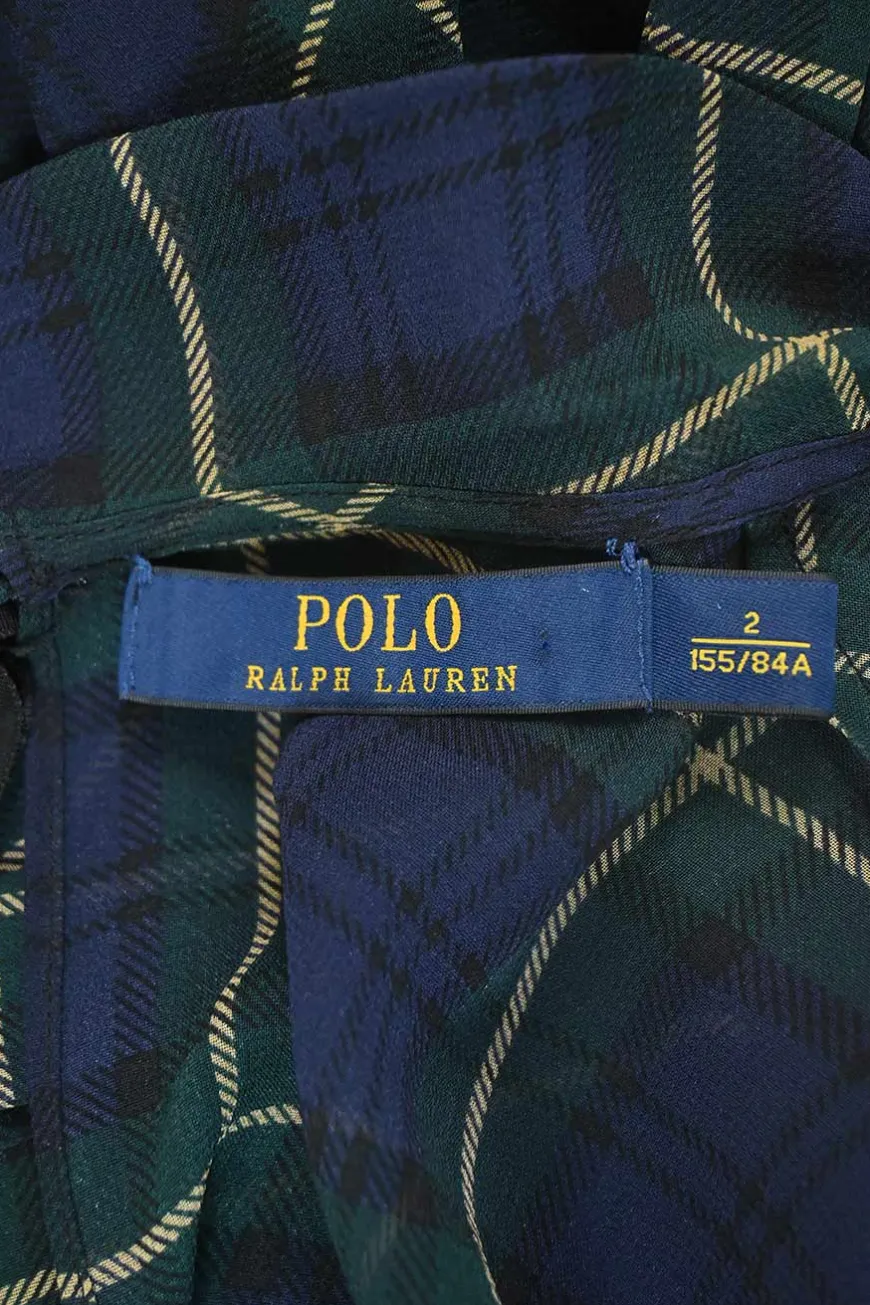 POLO
RALPH LAUREN
2
155/84A